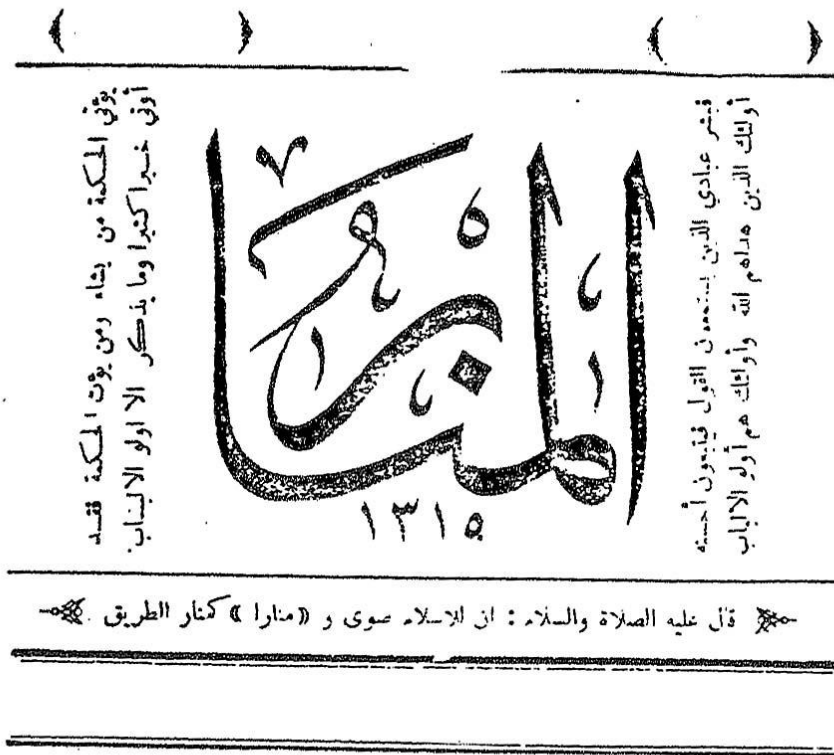 فبشر عبادي الذين يستمعون القول فيتبعون أحسنه
أولئك الذين هداهم الله وأولئك هم أولو الالباب
المنار
١٣١٥
يؤتي الحكمة من يشاء ومن يؤت الحكمة فقد
أوتي خيرا كثيرا وما يذكر الا اولو الالباب
قال عليه الصلاة والسلام : ان للاسلام صوى و « منارا » كمنار الطريق